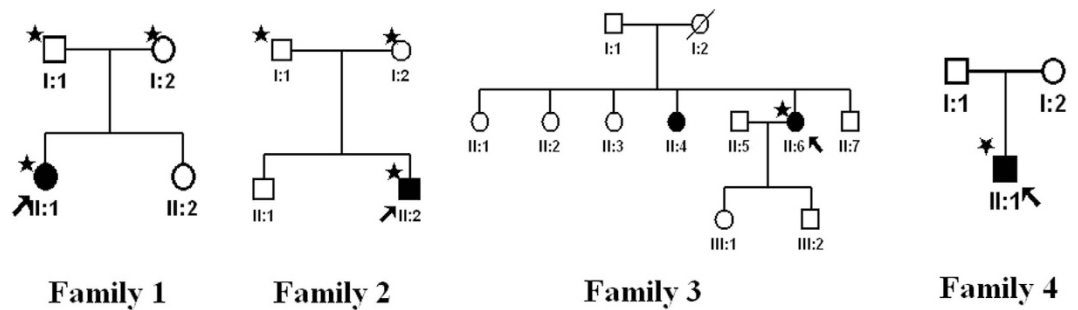 I:1 I:2
II:1 II:2
Family 1
I:1 I:2
II:1 II:2
Family 2
I:1 I:2
II:1 II:2 II:3 II:4 II:5 II:6 II:7
III:1 III:2
Family 3
I:1 I:2
II:1
Family 4